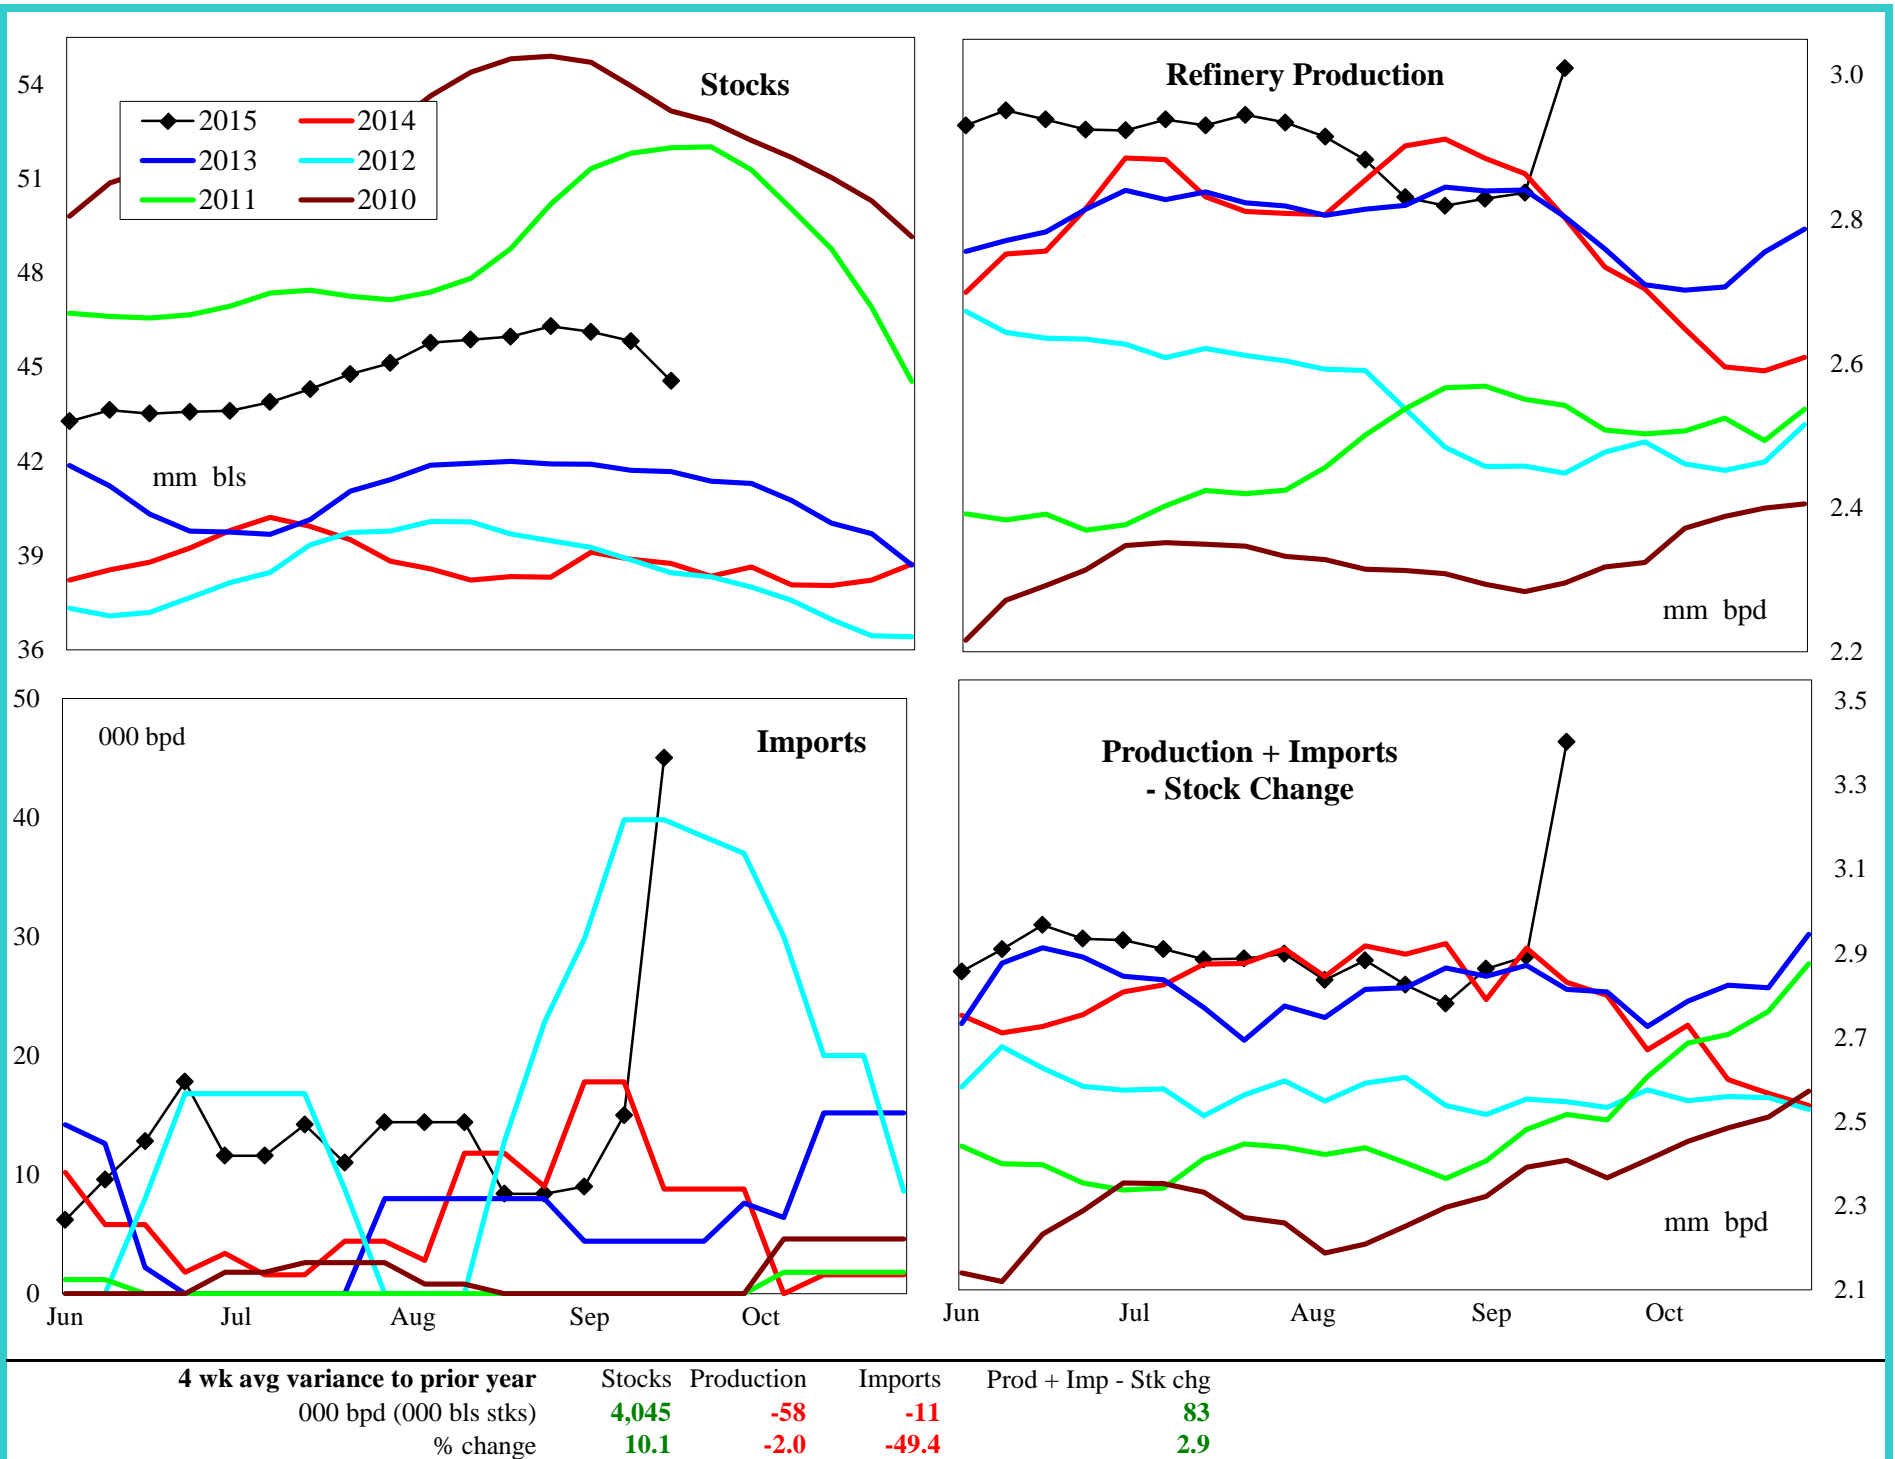 Stocks
54
51
48
45
42
39
36
2015
2014
2013
2012
2011
2010
mm bls
Refinery Production
3.0
2.8
2.6
2.4
2.2
mm bpd
50
40
30
20
10
0
000 bpd
Imports
Jun Jul Aug Sep Oct
Production + Imports
- Stock Change
3.5
3.3
3.1
2.9
2.7
2.5
2.3
2.1
mm bpd
Jun Jul Aug Sep Oct
4 wk avg variance to prior year Stocks Production Imports Prod + Imp - Stk chg
000 bpd (000 bls stks) 4,045 -58 -11 83
% change 10.1 -2.0 -49.4 2.9